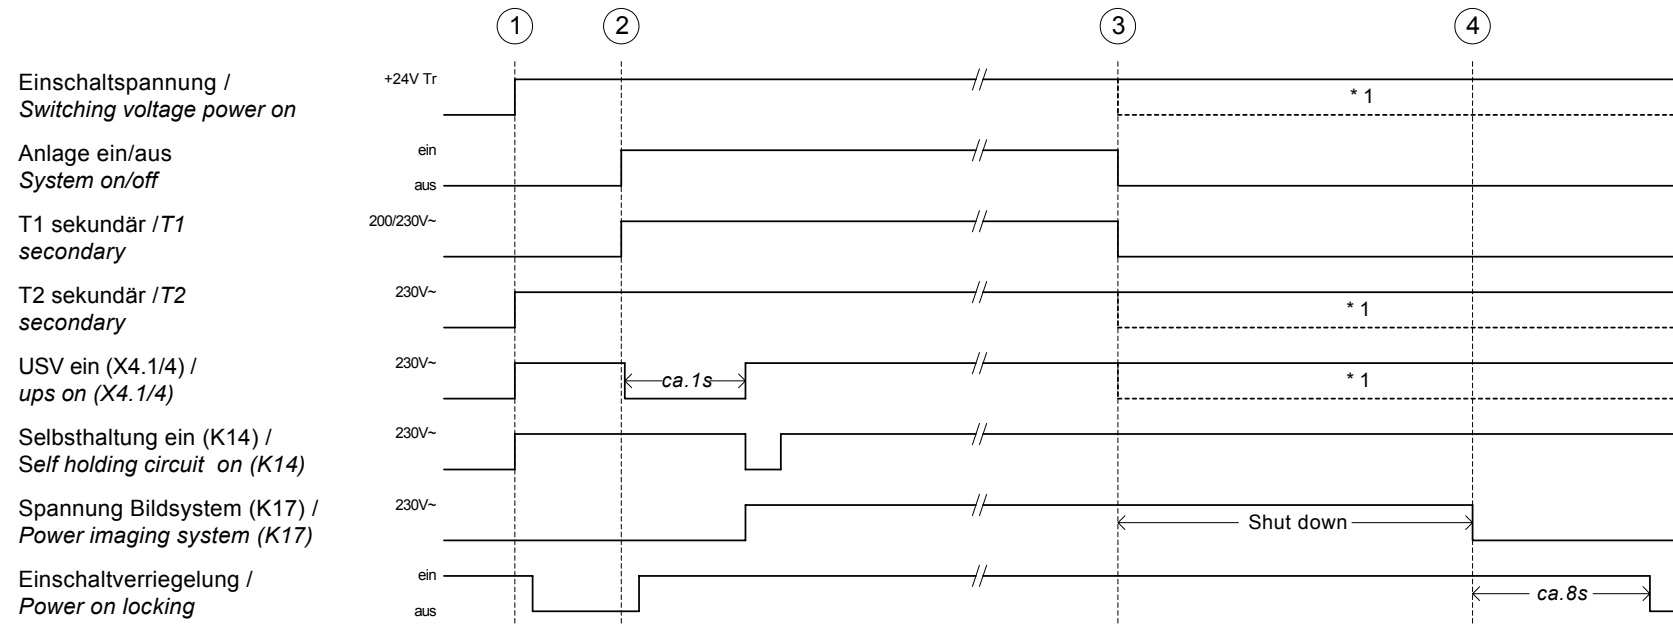 1 2 3 4
Einschaltspannung / +24V Tr
Switching voltage power on * 1
Anlage ein/aus ein
System on/off aus
T1 sekundär /T1 200/230V~
secondary
T2 sekundär /T2 230V~
secondary * 1
USV ein (X4.1/4) / 230V~
ups on (X4.1/4) ca.1s * 1
Selbsthaltung ein (K14) / 230V~
Self holding circuit on (K14)
Spannung Bildsystem (K17) / 230V~
Power imaging system (K17) Shut down
Einschaltverriegelung / ein
Power on locking aus ca.8s